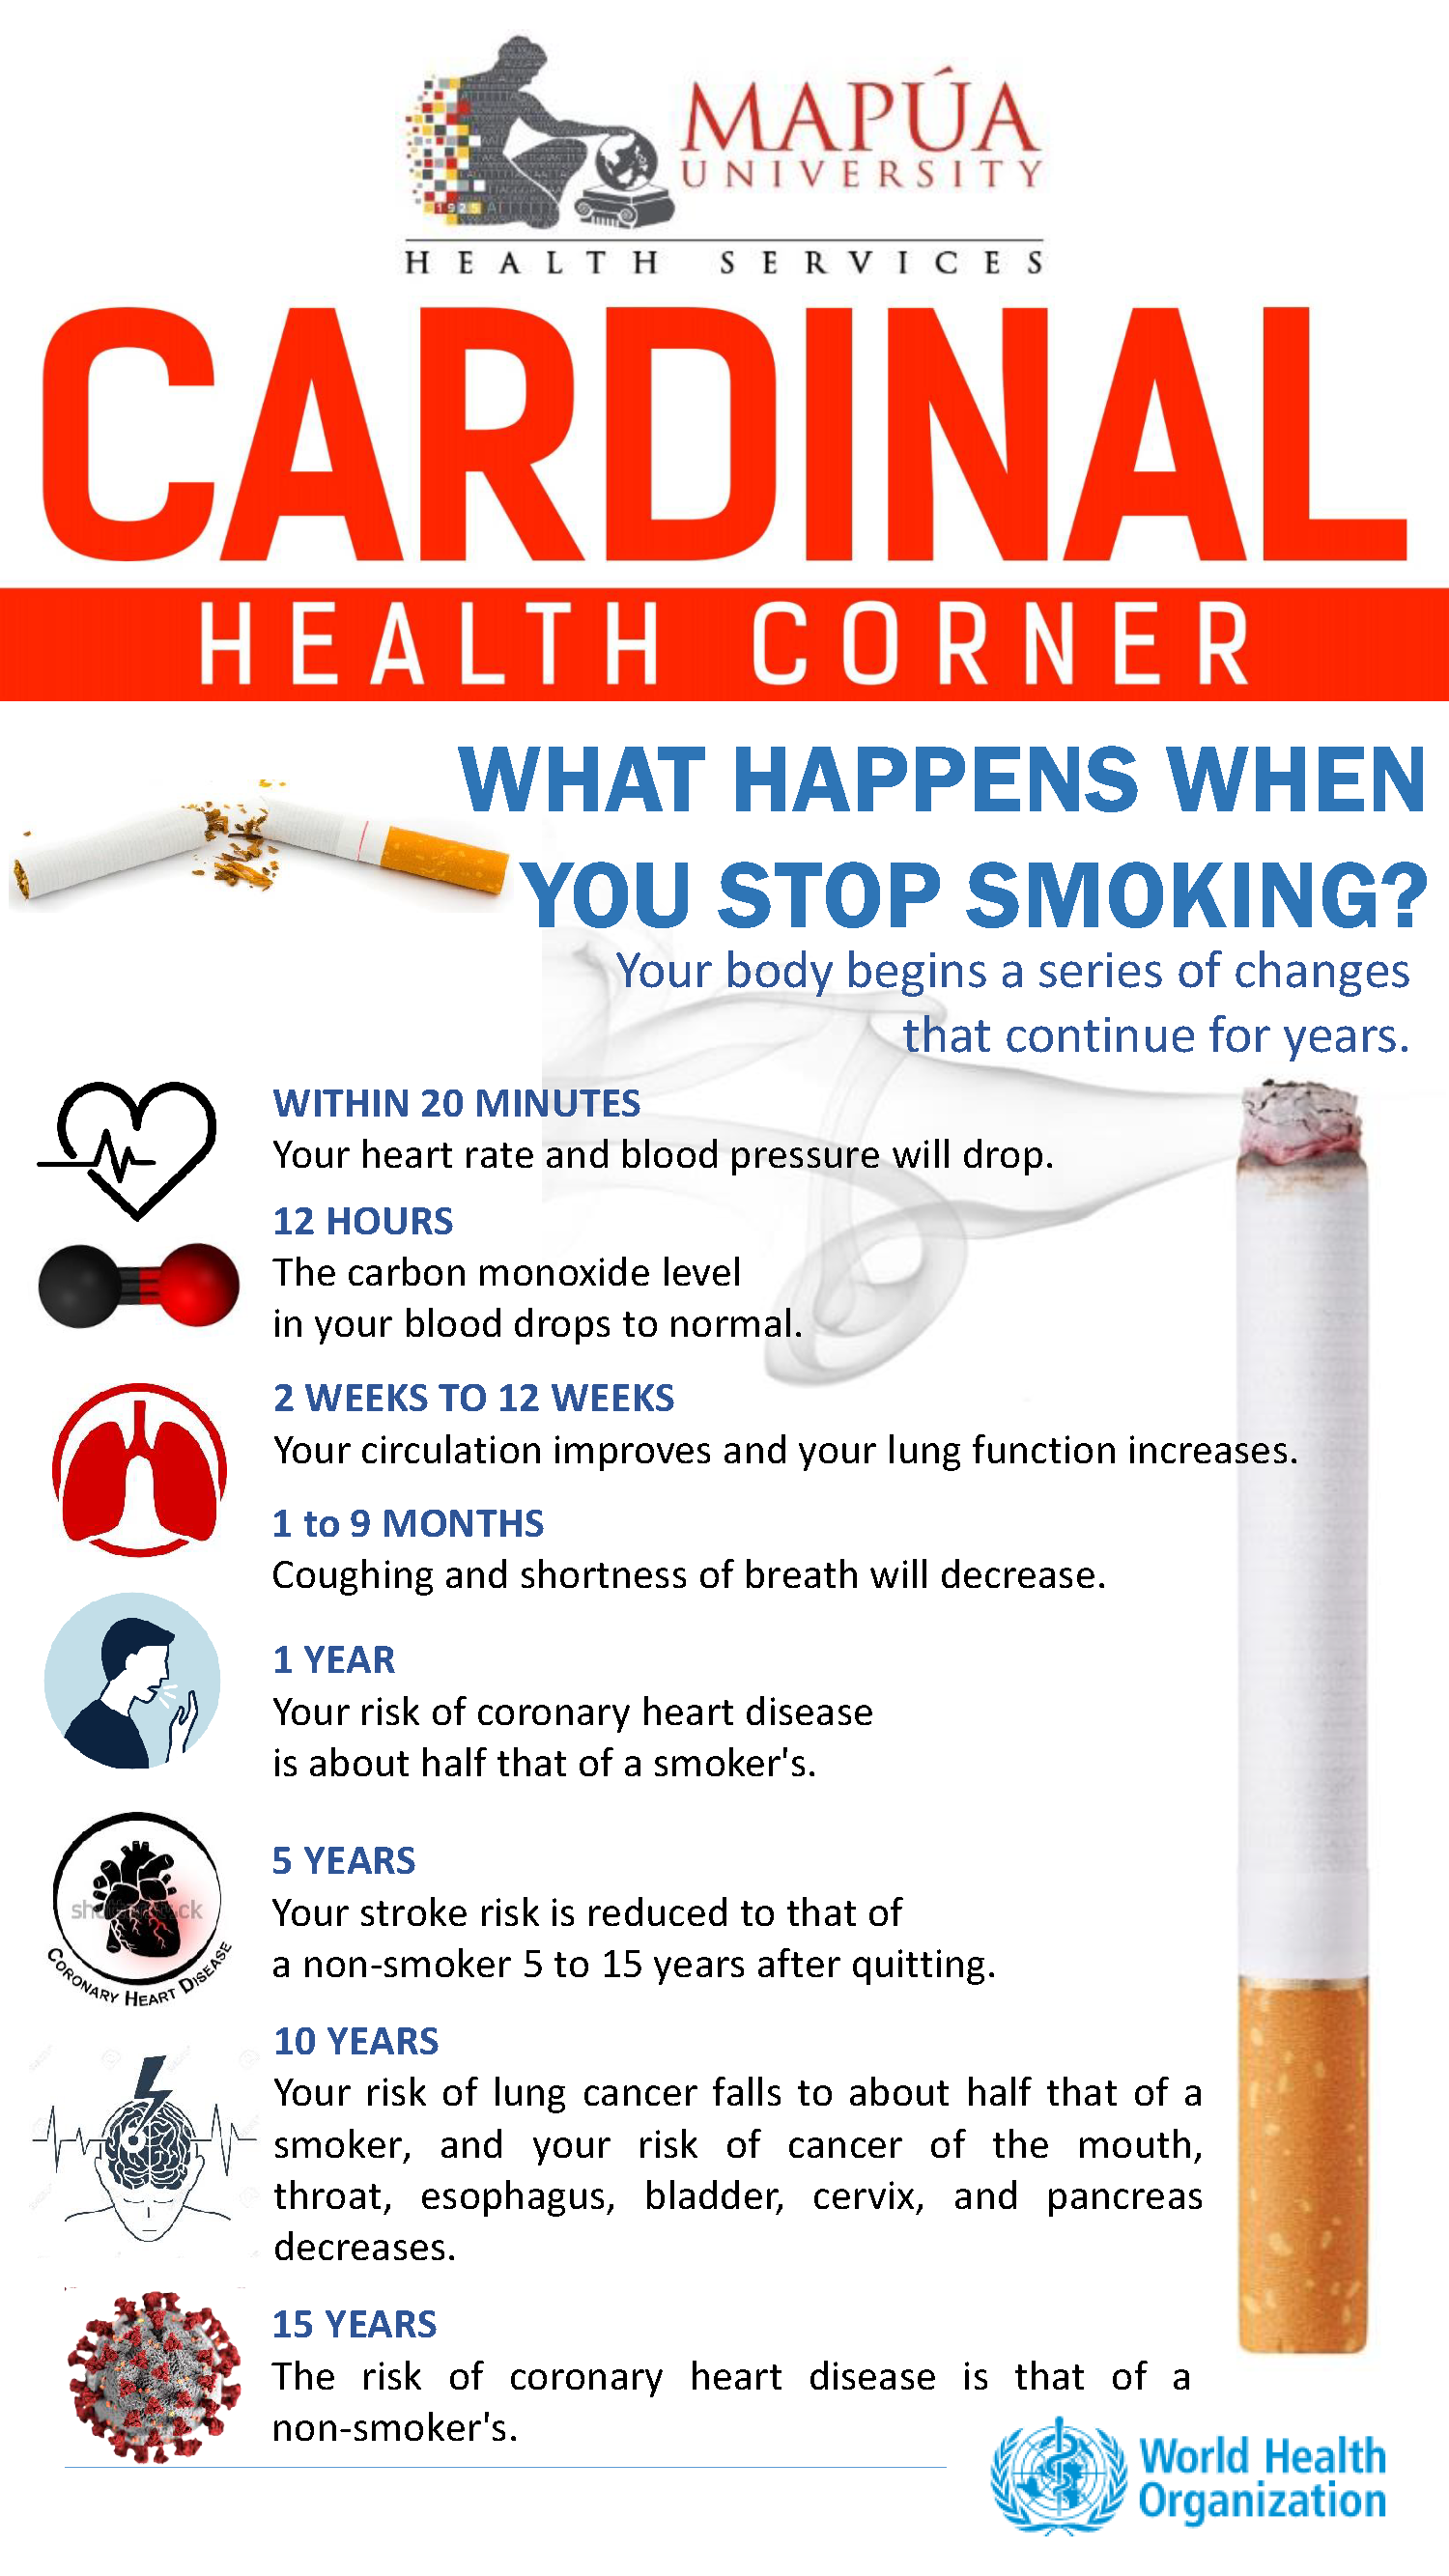 MAPÚA
UNIVERSITY
1925
HEALTH SERVICES
CARDINAL
HEALTH CORNER
WHAT HAPPENS WHEN
YOU STOP SMOKING?
Your body begins a series of changes
that continue for years.
WITHIN 20 MINUTES
Your heart rate and blood pressure will drop.
12 HOURS
The carbon monoxide level
in your blood drops to normal.
2 WEEKS TO 12 WEEKS
Your circulation improves and your lung function increases.
1 to 9 MONTHS
Coughing and shortness of breath will decrease.
1 YEAR
Your risk of coronary heart disease
is about half that of a smoker's.
CORONARY HEART DISEASE
5 YEARS
Your stroke risk is reduced to that of
a non-smoker 5 to 15 years after quitting.
10 YEARS
Your risk of lung cancer falls to about half that of a
smoker, and your risk of cancer of the mouth,
throat, esophagus, bladder, cervix, and pancreas
decreases.
15 YEARS
The risk of coronary heart disease is that of a
non-smoker's.
World Health
Organization